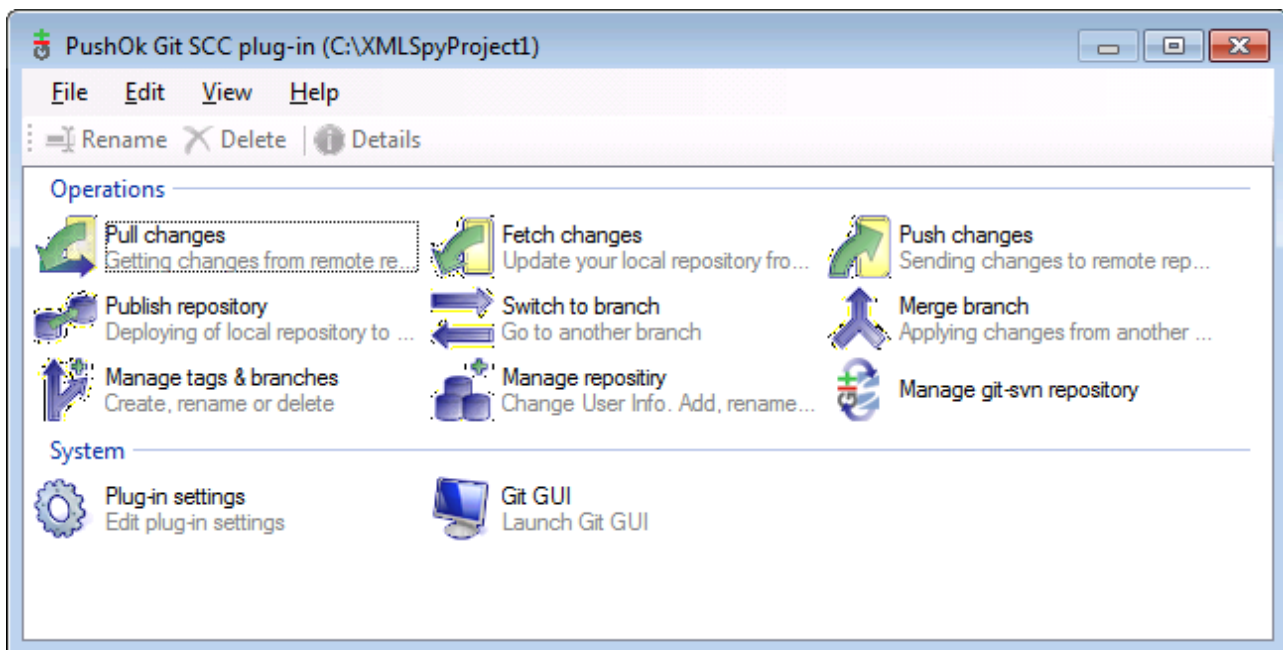 PushOk Git SCC plug-in (C:\XMLSpyProject1)
File Edit View Help
Rename Delete Details
Operations
Pull changes
Getting changes from remote re...
Fetch changes
Update your local repository fro...
Push changes
Sending changes to remote rep...
Publish repository
Deploying of local repository to ...
Switch to branch
Go to another branch
Merge branch
Applying changes from another ...
Manage tags & branches
Create, rename or delete
Manage repositiry
Change User Info. Add, rename...
Manage git-svn repository
System
Plug-in settings
Edit plug-in settings
Git GUI
Launch Git GUI